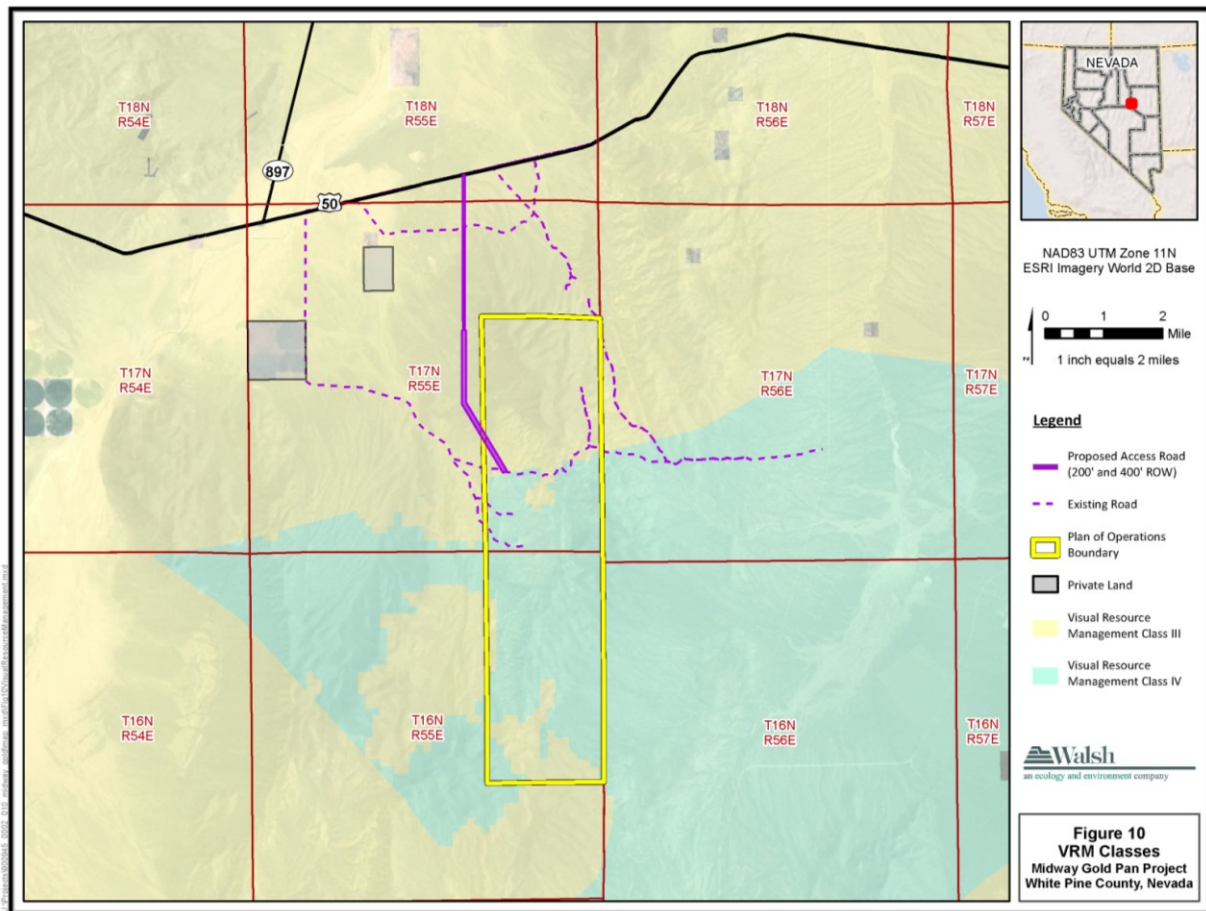 T18N
R54E
T18N
R55E
T18N
R56E
T18N
R57E
897
50
T17N
R54E
T17N
R55E
T17N
R56E
T17N
R57E
T16N
R54E
T16N
R55E
T16N
R56E
T16N
R57E
NEVADA
NAD83 UTM Zone 11N
ESRI Imagery World 2D Base
0 1 2
Mile
N
1 inch equals 2 miles
Legend
Proposed Access Road
(200' and 400' ROW)
Existing Road
Plan of Operations
Boundary
Private Land
Visual Resource
Management Class III
Visual Resource
Management Class IV
Walsh
an ecology and environment company
Figure 10
VRM Classes
Midway Gold Pan Project
White Pine County, Nevada